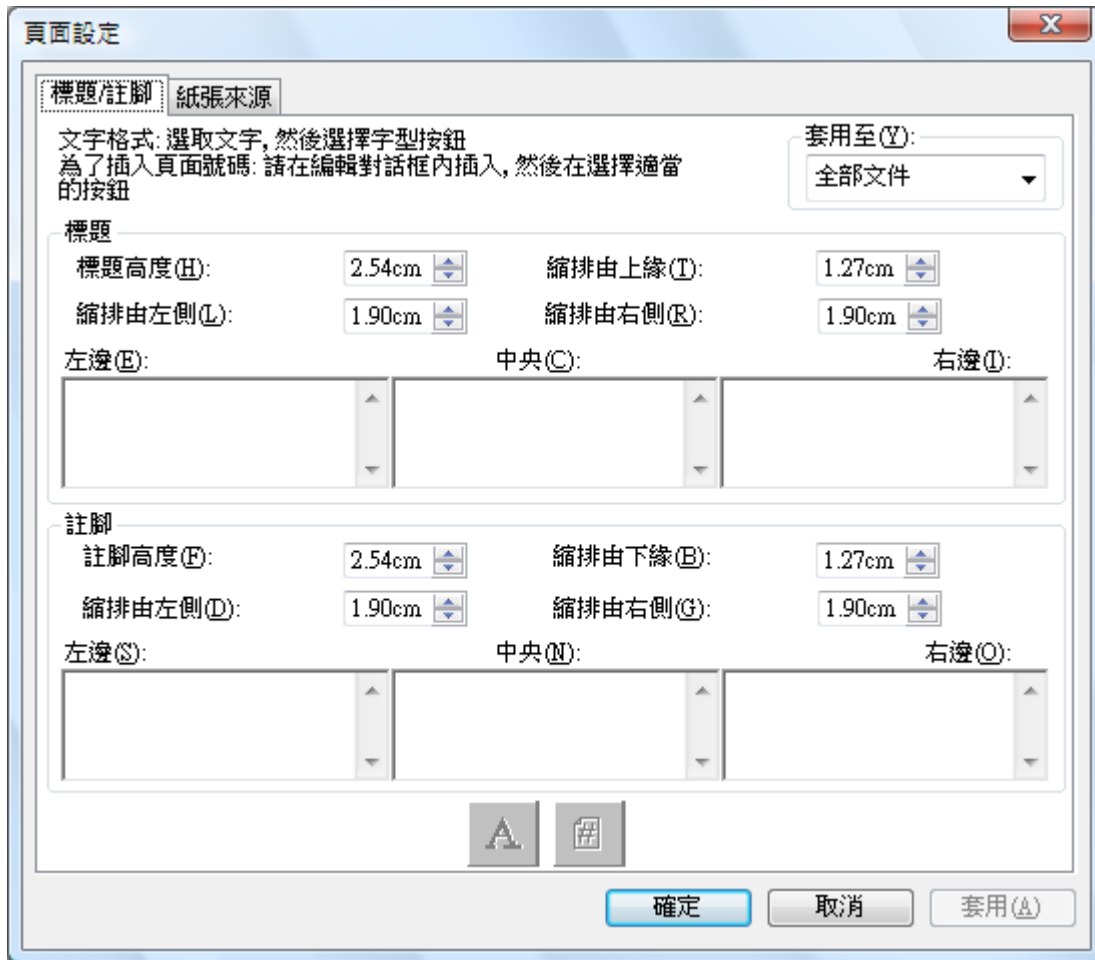 頁面設定
標題/註腳 紙張來源
文字格式: 選取文字, 然後選擇字型按鈕
為了插入頁面號碼: 請在編輯對話框內插入, 然後在選擇適當
的按鈕
套用至(Y):
全部文件
標題
標題高度(H): 2.54cm 縮排由上緣(T): 1.27cm
縮排由左側(L): 1.90cm 縮排由右側(R): 1.90cm
左邊(E): 中央(C): 右邊(I):
註腳
註腳高度(F): 2.54cm 縮排由下緣(B): 1.27cm
縮排由左側(D): 1.90cm 縮排由右側(G): 1.90cm
左邊(S): 中央(N): 右邊(O):
A #
確定 取消 套用(A)